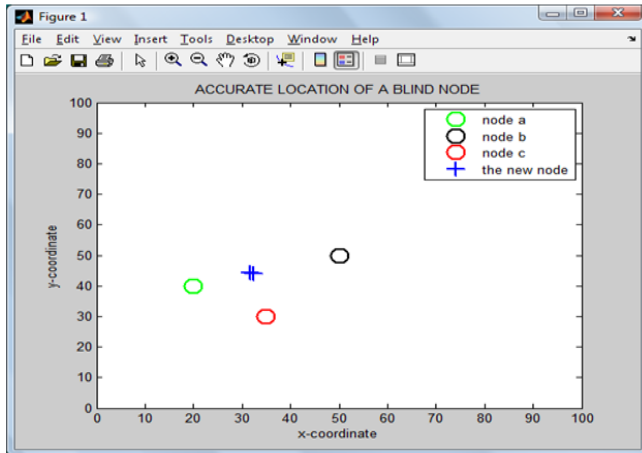 Figure 1
File Edit View Insert Tools Desktop Window Help
ACCURATE LOCATION OF A BLIND NODE
node a
node b
node c
the new node
y-coordinate
100
90
80
70
60
50
40
30
20
10
0
0 10 20 30 40 50 60 70 80 90 100
x-coordinate